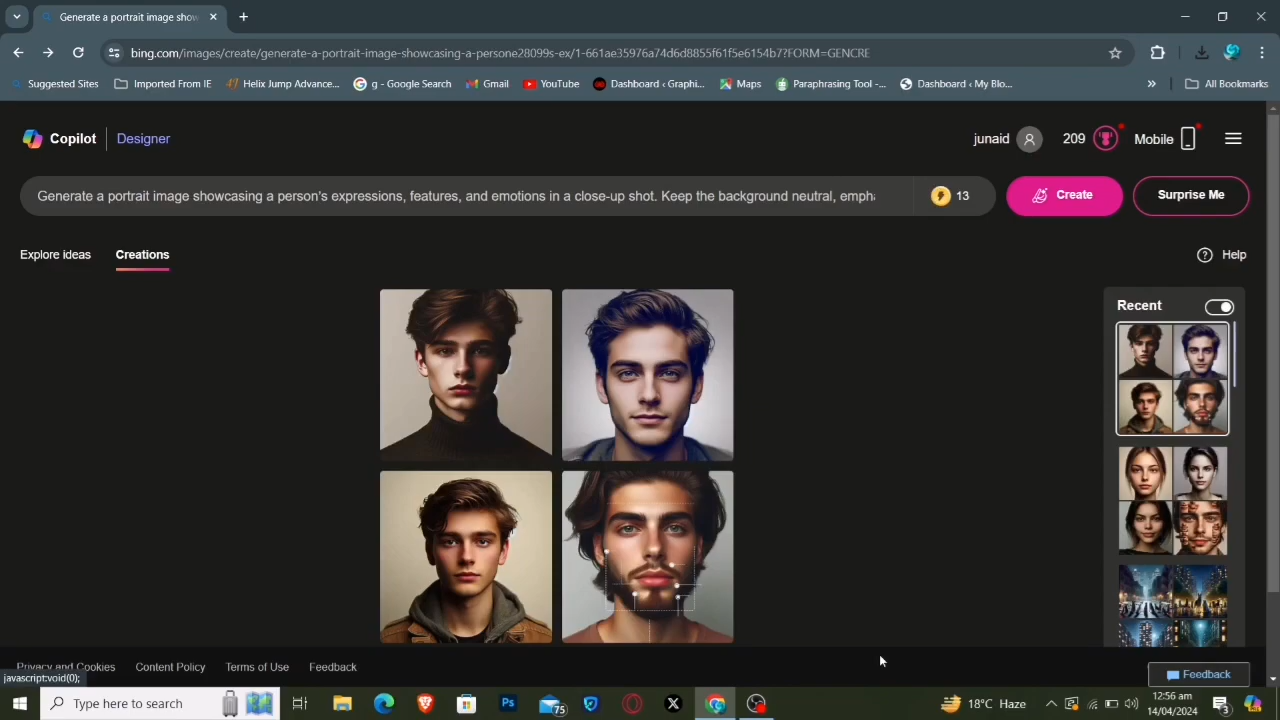 Generate a portrait image show
bing.com/images/create/generate-a-portrait-image-showcasing-a-persone28099s-ex/1-661ae35976a74d6d8855f61f5e6154b7?FORM=GENCRE
Suggested Sites Imported From IE Helix Jump Advance... g - Google Search Gmail YouTube Dashboard ‹ Graphi... Maps Paraphrasing Tool -... Dashboard ‹ My Blo... » All Bookmarks
Copilot Designer junaid 209 Mobile
Generate a portrait image showcasing a person's expressions, features, and emotions in a close-up shot. Keep the background neutral, empha 13 Create Surprise Me
Explore ideas Creations Help
Recent
Privacy and Cookies Content Policy Terms of Use Feedback
Feedback
javascript:void(0);
Type here to search Ps 75 X 18°C Haze 12:56 am 3
14/04/2024